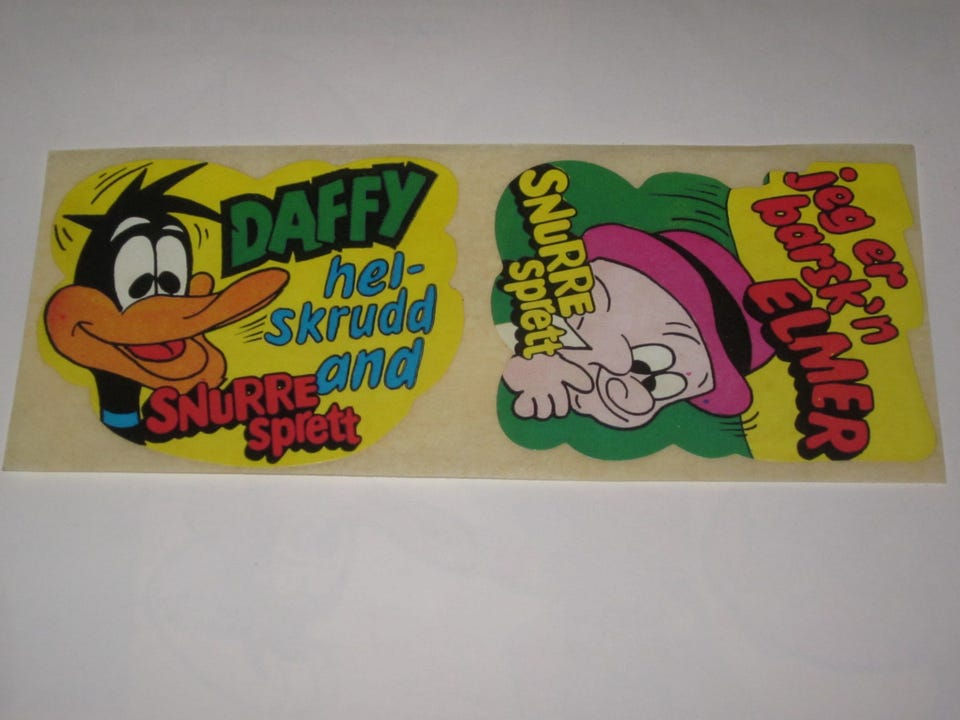 DAFFY
hel-
skrudd
and
SNURRE
sprett
jeg er
barsk'n
ELMER
SNURRE
sprett